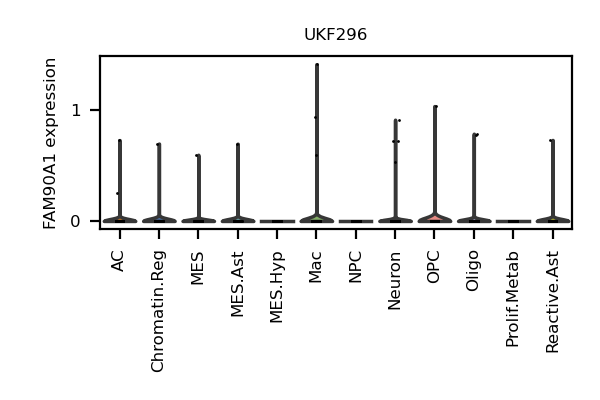 UKF296
FAM90A1 expression
1
0
AC
Chromatin.Reg
MES
MES.Ast
MES.Hyp
Mac
NPC
Neuron
OPC
Oligo
Prolif.Metab
Reactive.Ast